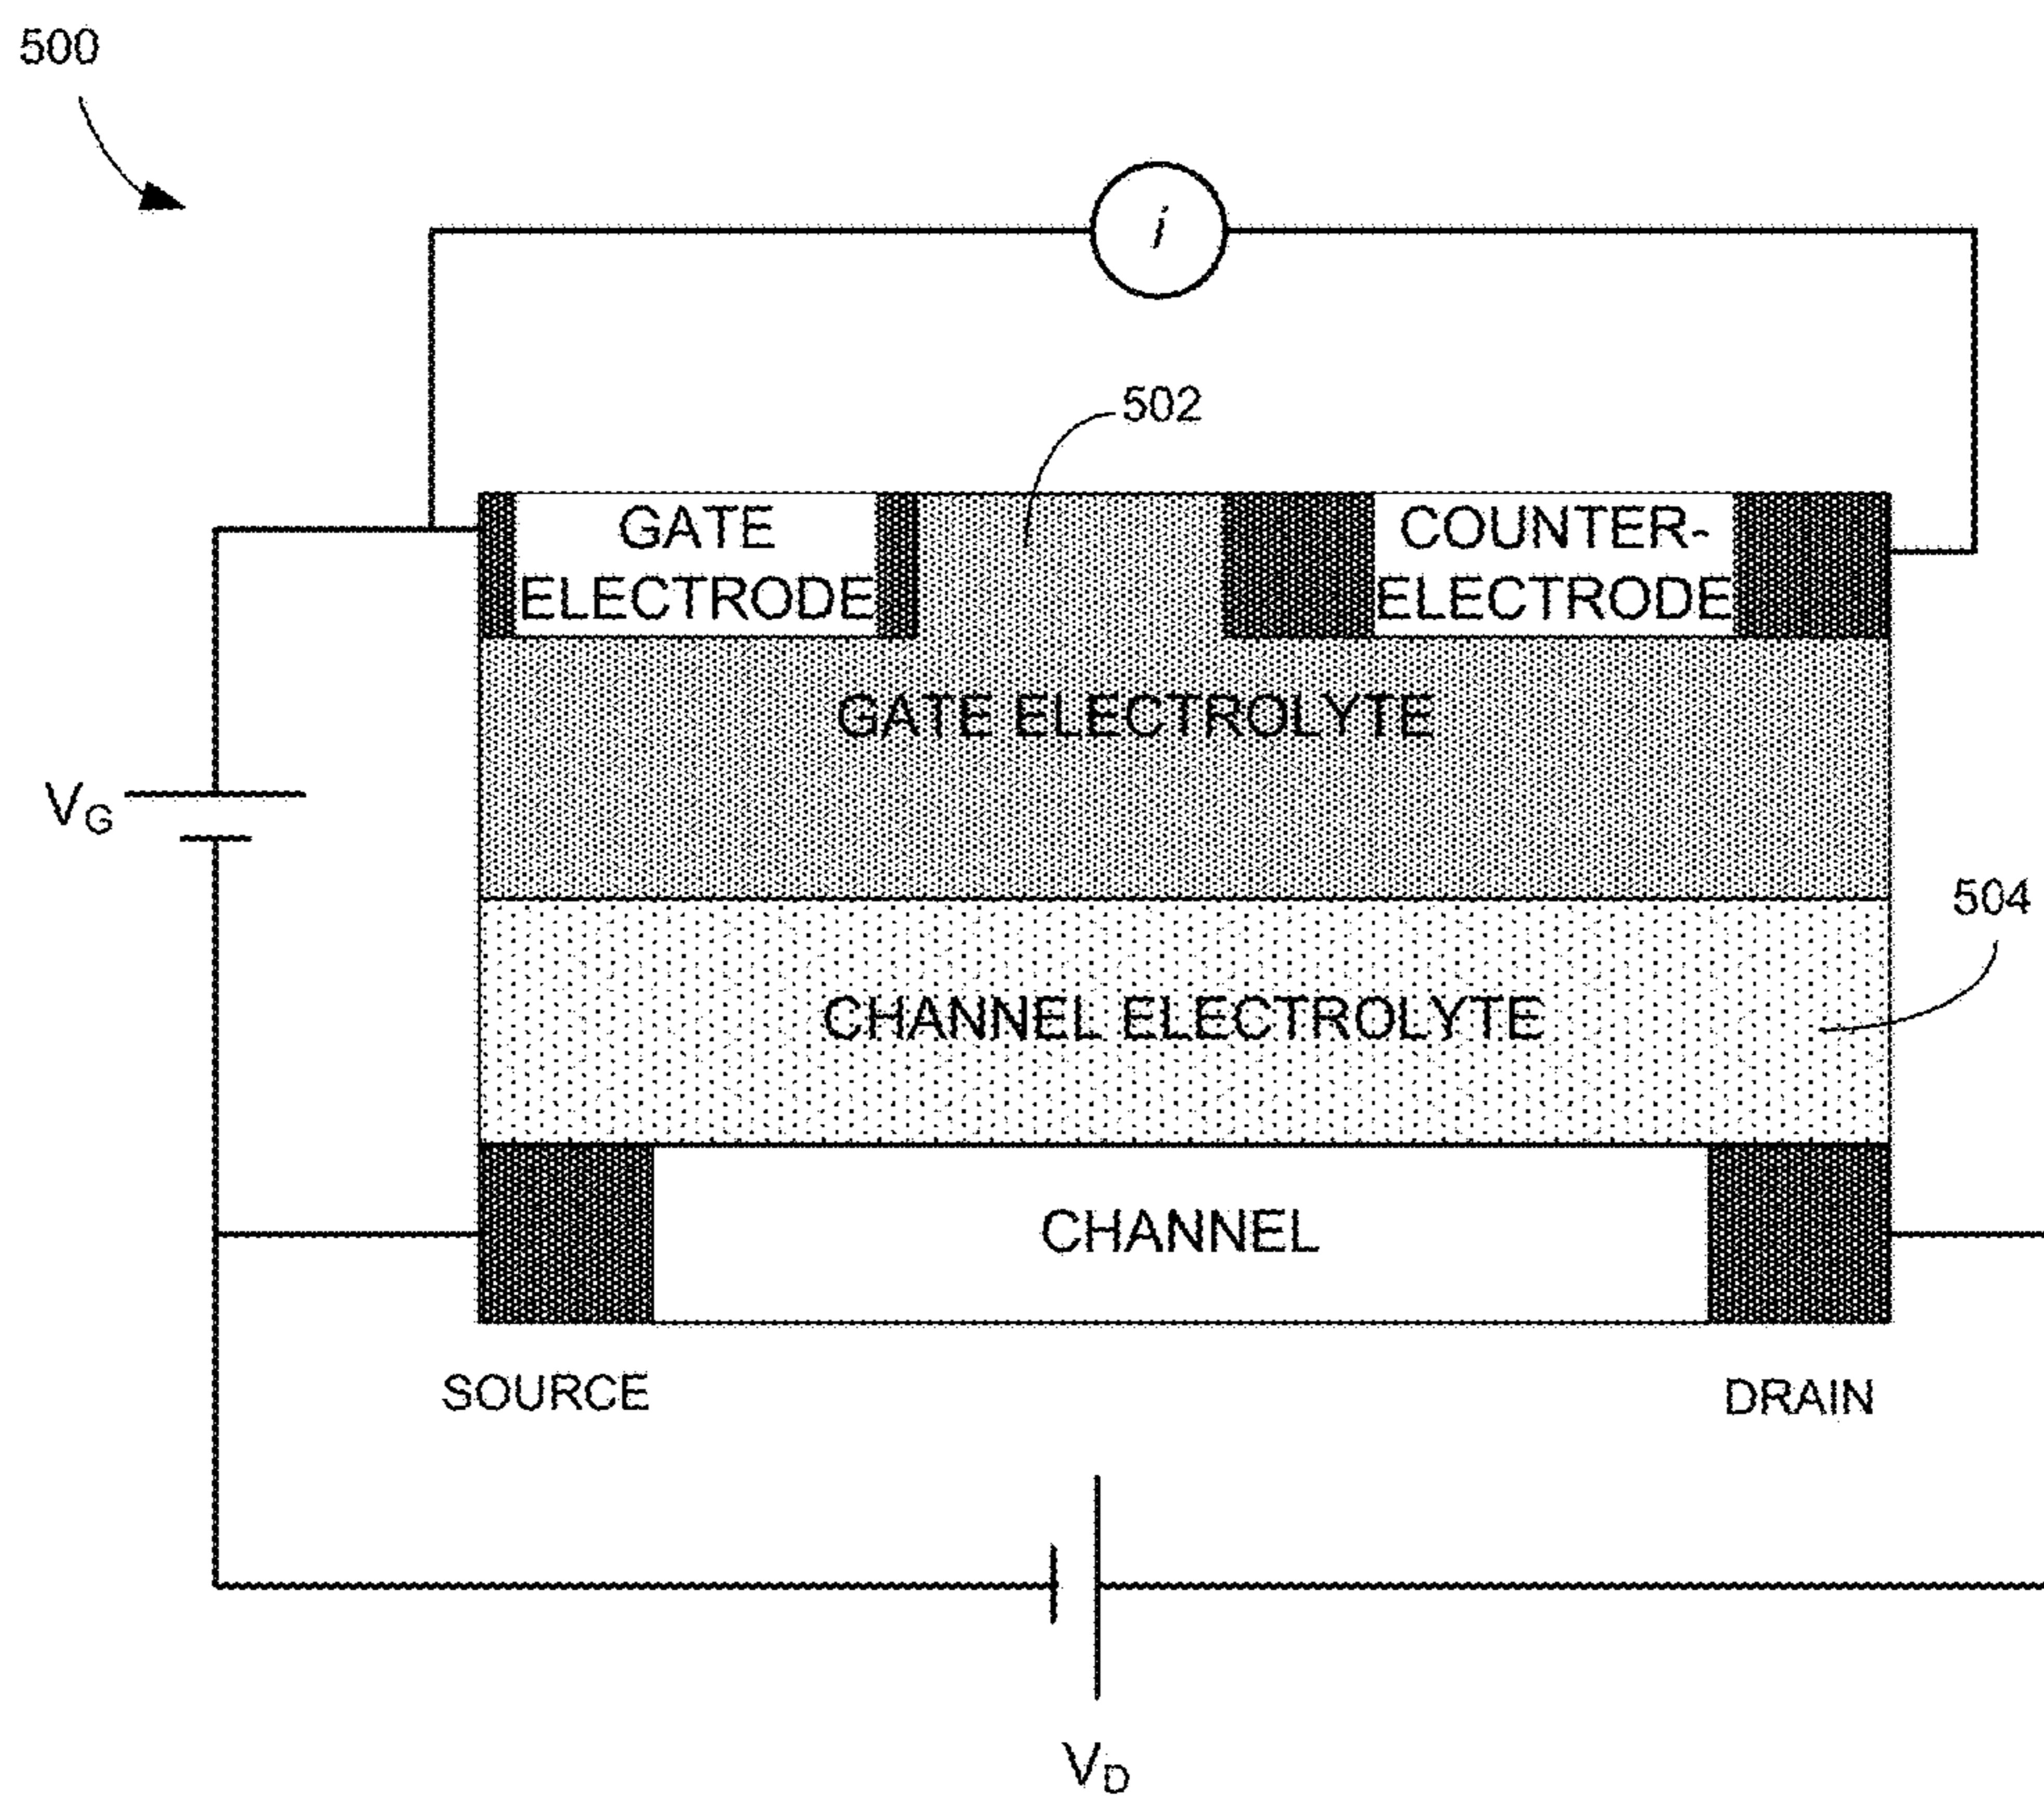 500
i
502
GATE
ELECTRODE
COUNTER-
ELECTRODE
GATE ELECTROLYTE
VG
504
CHANNEL ELECTROLYTE
CHANNEL
SOURCE
DRAIN
VD